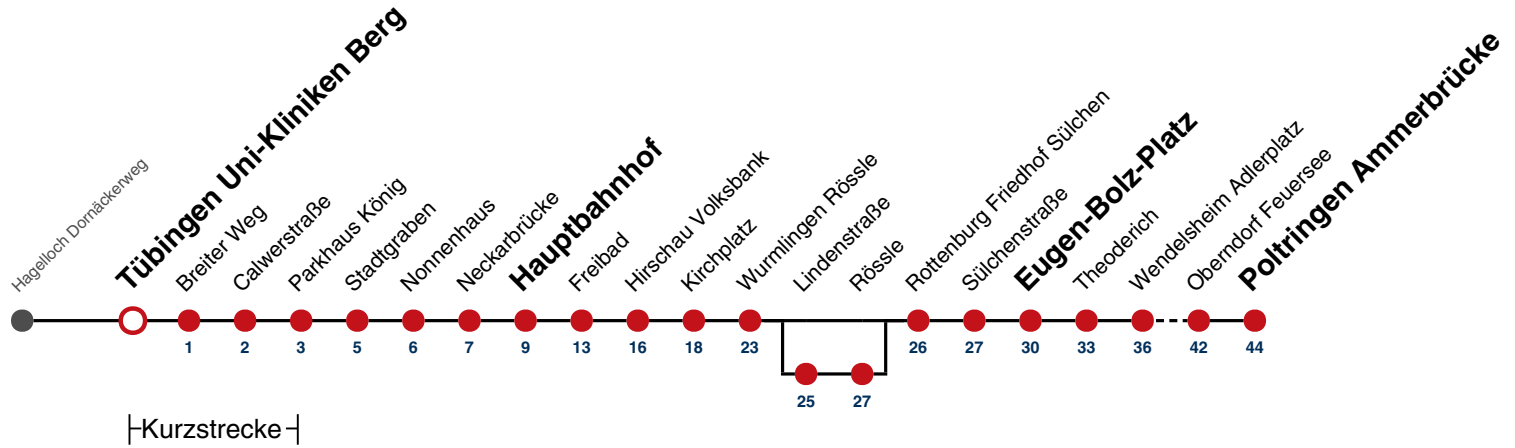 Hagelloch Dornäckerweg
Tübingen Uni-Kliniken Berg
Breiter Weg
Calwerstraße
Parkhaus König
Stadtgraben
Nonnenhaus
Neckarbrücke
Hauptbahnhof
Freibad
Hirschau Volksbank
Kirchplatz
Wurmlingen Rössle
Lindenstraße
Rössle
Rottenburg Friedhof Sülchen
Sülchenstraße
Eugen-Bolz-Platz
Theoderich
Wendelsheim Adlerplatz
Oberndorf Feuersee
Poltringen Ammerbrücke
1 2 3 5 6 7 9 13 16 18 23 26 27 30 33 36 42 44
25 27
Kurzstrecke